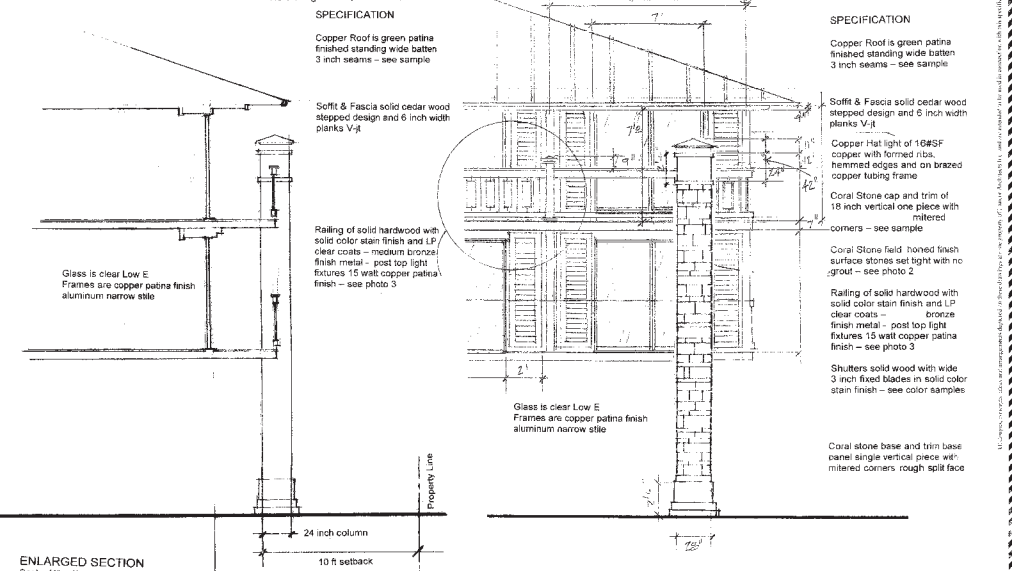 SPECIFICATION
Copper Roof is green patina
finished standing wide batten
3 inch seams – see sample
Soffit & Fascia solid cedar wood
stepped design and 6 inch width
planks V-jt
Railing of solid hardwood with
solid color stain finish and LP
clear coats – medium bronze
finish metal - post top light
fixtures 15 watt copper patina
finish – see photo 3
Glass is clear Low E
Frames are copper patina finish
aluminum narrow stile
Property Line
24 inch column
10 ft setback
ENLARGED SECTION
7'
7'2
9"
24"
42"
12"
2'
Glass is clear Low E
Frames are copper patina finish
aluminum narrow stile
SPECIFICATION
Copper Roof is green patina
finished standing wide batten
3 inch seams – see sample
Soffit & Fascia solid cedar wood
stepped design and 6 inch width
planks V-jt
Copper Hat light of 16#SF
copper with formed ribs,
hemmed edges and on brazed
copper tubing frame
Coral Stone cap and trim of
18 inch vertical one piece with
mitered
corners – see sample
Coral Stone field honed finish
surface stones set tight with no
grout – see photo 2
Railing of solid hardwood with
solid color stain finish and LP
clear coats – bronze
finish metal - post top light
fixtures 15 watt copper patina
finish – see photo 3
Shutters solid wood with wide
3 inch fixed blades in solid color
stain finish – see color samples
Coral stone base and trim base
panel single vertical piece with
mitered corners rough split face